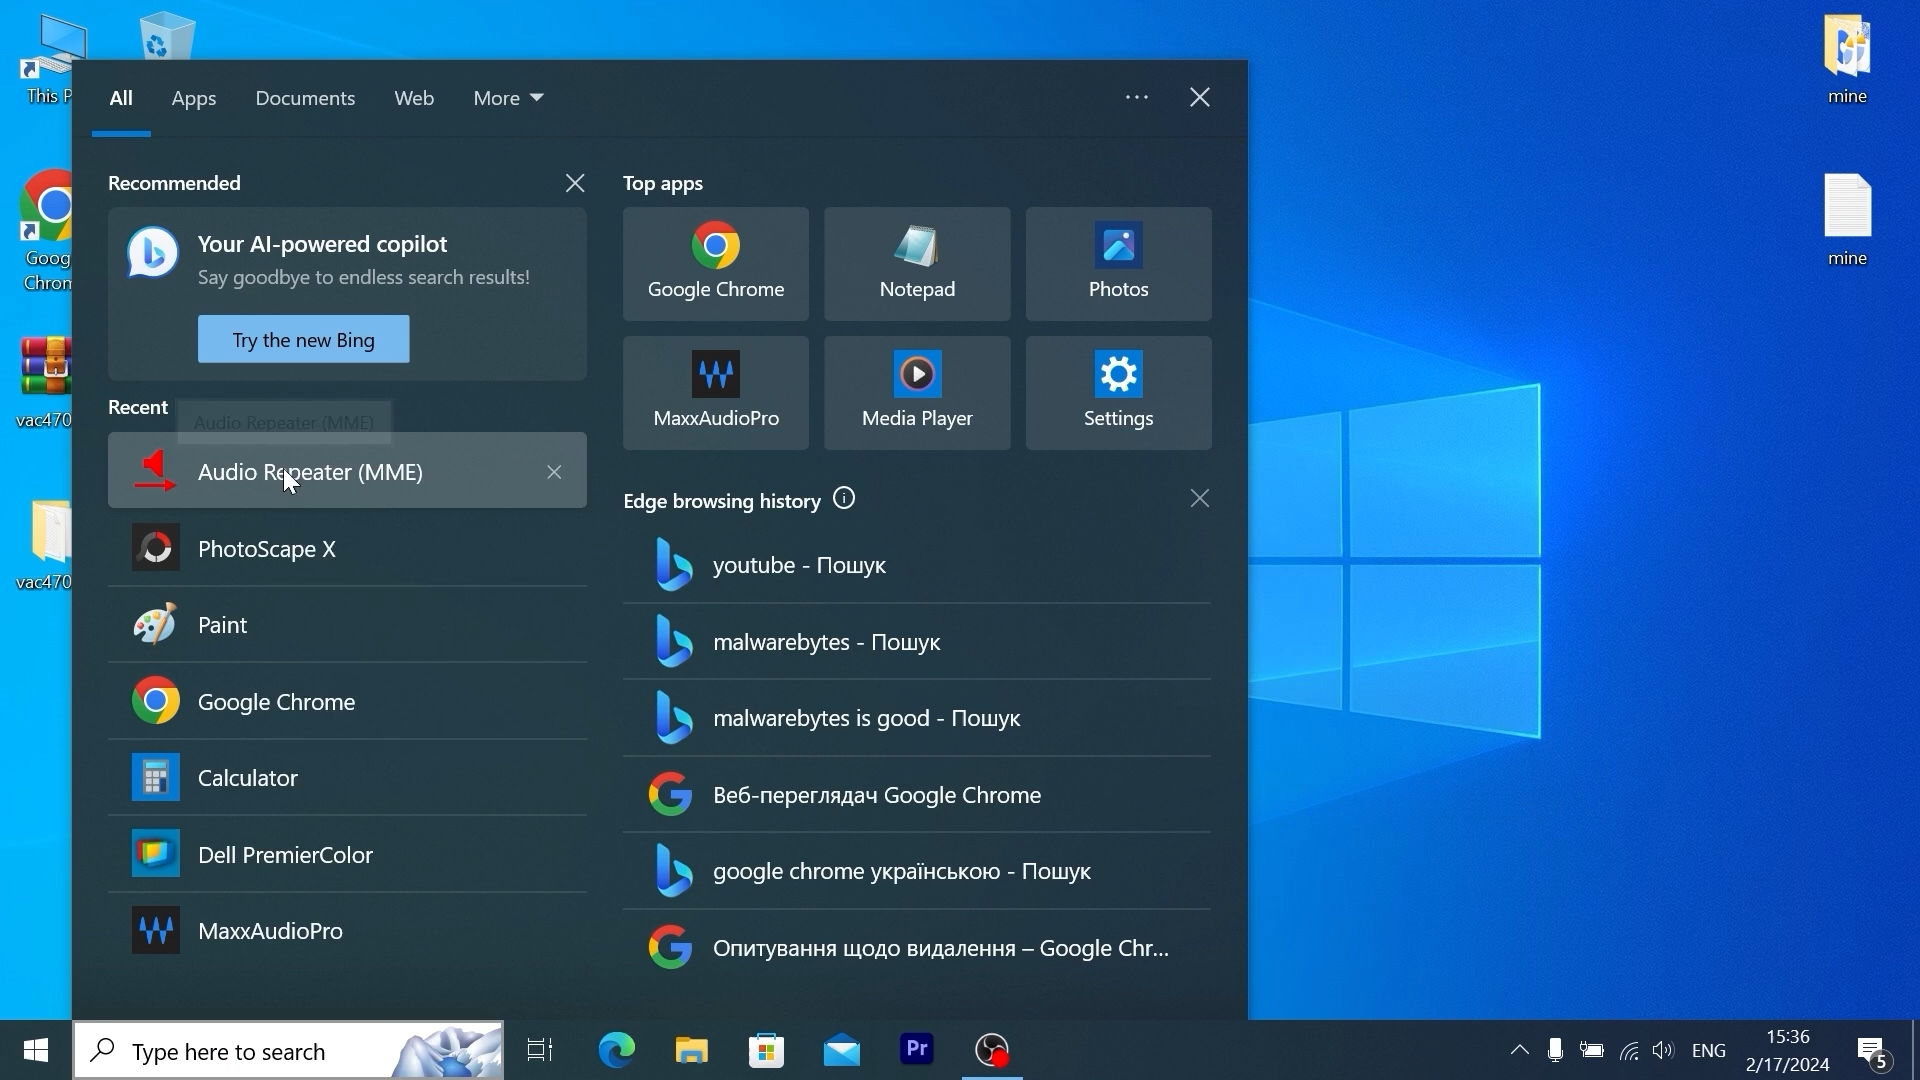 This P
Goog
Chrom
vac470
vac470
All
Apps
Documents
Web
More
Recommended
Your AI-powered copilot
Say goodbye to endless search results!
Try the new Bing
Recent
Audio Repeater (MME)
Audio Repeater (MME)
PhotoScape X
Paint
Google Chrome
Calculator
Dell PremierColor
MaxxAudioPro
Top apps
Google Chrome
Notepad
Photos
MaxxAudioPro
Media Player
Settings
Edge browsing history
youtube - Пошук
malwarebytes - Пошук
malwarebytes is good - Пошук
Веб-переглядач Google Chrome
google chrome українською - Пошук
Опитування щодо видалення – Google Chr...
mine
mine
Type here to search
Pr
ENG
15:36
2/17/2024
5